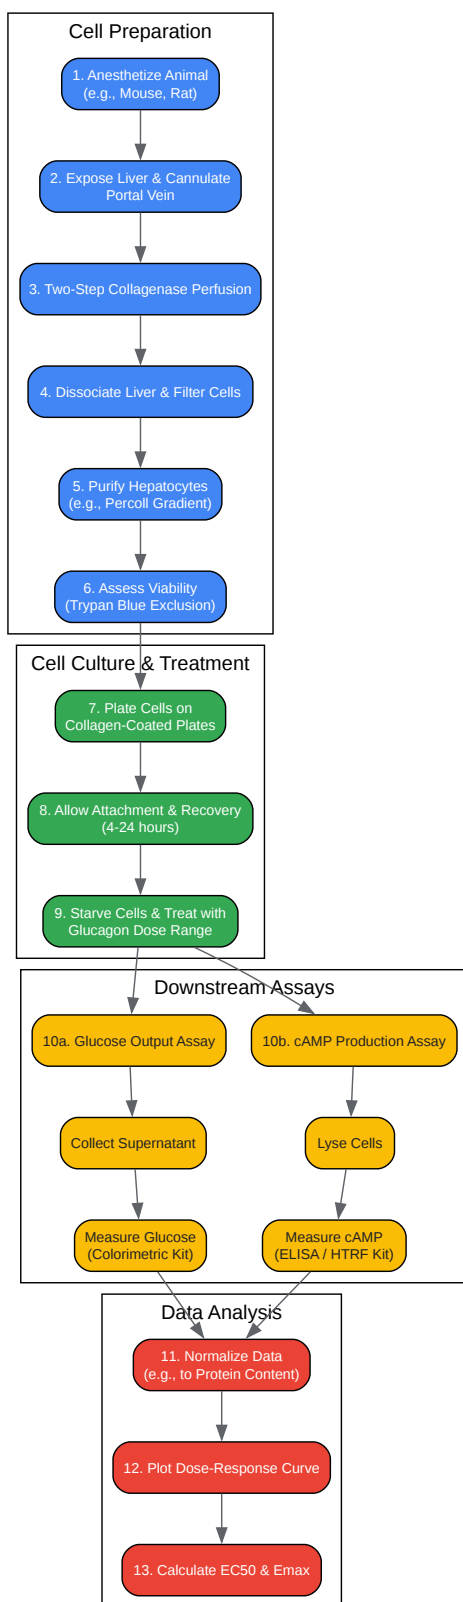 Cell Preparation
1. Anesthetize Animal
(e.g., Mouse, Rat)
2. Expose Liver & Cannulate
Portal Vein
3. Two-Step Collagenase Perfusion
4. Dissociate Liver & Filter Cells
5. Purify Hepatocytes
(e.g., Percoll Gradient)
6. Assess Viability
(Trypan Blue Exclusion)
Cell Culture & Treatment
7. Plate Cells on
Collagen-Coated Plates
8. Allow Attachment & Recovery
(4-24 hours)
9. Starve Cells & Treat with
Glucagon Dose Range
Downstream Assays
10a. Glucose Output Assay
10b. cAMP Production Assay
Collect Supernatant
Lyse Cells
Measure Glucose
(Colorimetric Kit)
Measure cAMP
(ELISA / HTRF Kit)
Data Analysis
11. Normalize Data
(e.g., to Protein Content)
12. Plot Dose-Response Curve
13. Calculate EC50 & Emax